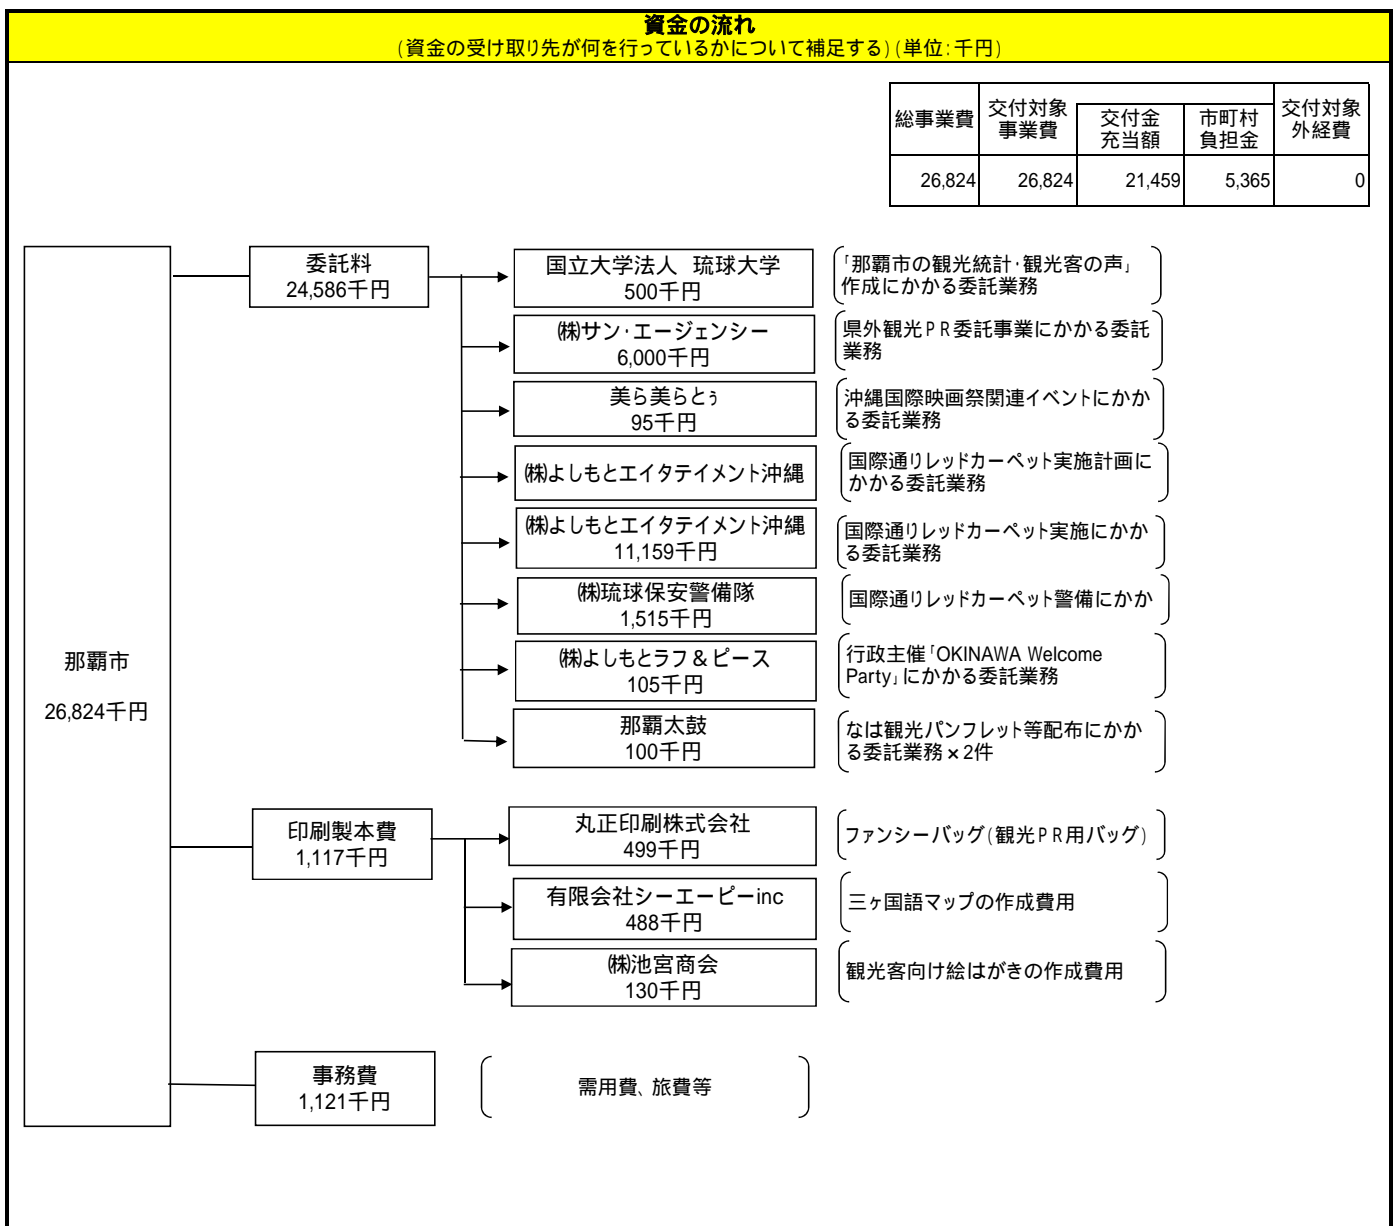 資金の流れ
(資金の受け取り先が何を行っているかについて補足する)(単位:千円)
総事業費
交付対象
事業費
交付金
充当額
市町村
負担金
交付対象
外経費
26,824
26,824
21,459
5,365
0
那覇市
26,824千円
委託料
24,586千円
国立大学法人 琉球大学
500千円
「那覇市の観光統計・観光客の声」
作成にかかる委託業務
㈱サン・エージェンシー
6,000千円
県外観光PR委託事業にかかる委託
業務
美ら美らとぅ
95千円
沖縄国際映画祭関連イベントにかか
る委託業務
㈱よしもとエイタテイメント沖縄
国際通りレッドカーペット実施計画に
かかる委託業務
㈱よしもとエイタテイメント沖縄
11,159千円
国際通りレッドカーペット実施にかか
る委託業務
㈱琉球保安警備隊
1,515千円
国際通りレッドカーペット警備にかか
㈱よしもとラフ&ピース
105千円
行政主催「OKINAWA Welcome
Party」にかかる委託業務
那覇太鼓
100千円
なは観光パンフレット等配布にかか
る委託業務×2件
印刷製本費
1,117千円
丸正印刷株式会社
499千円
ファンシーバッグ(観光PR用バッグ)
有限会社シーエーピーinc
488千円
三ヶ国語マップの作成費用
㈱池宮商会
130千円
観光客向け絵はがきの作成費用
事務費
1,121千円
需用費、旅費等